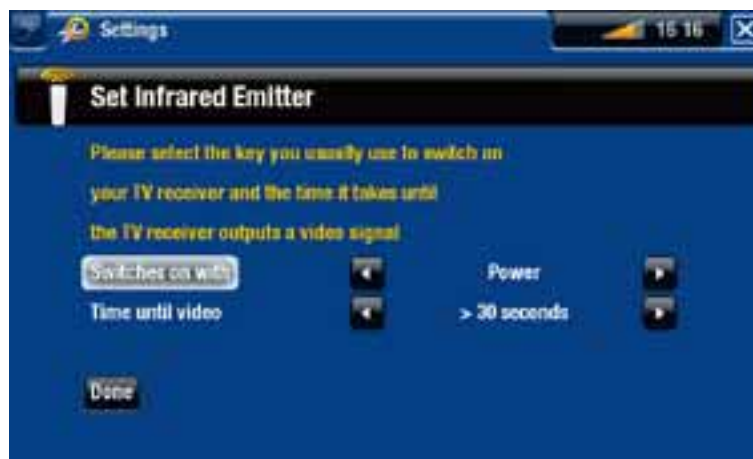 Settings
16 16
Set Infrared Emitter
Please select the key you usually use to switch on
your TV receiver and the time it takes until
the TV receiver outputs a video signal
Switches on with Power
Time until video > 30 seconds
Done